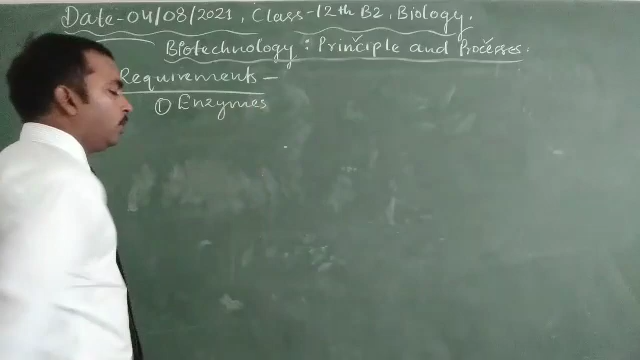 Date-04/08/2021, Class-12th B2, Biology.
Biotechnology : Principle and Processes.
Requirements -
① Enzymes